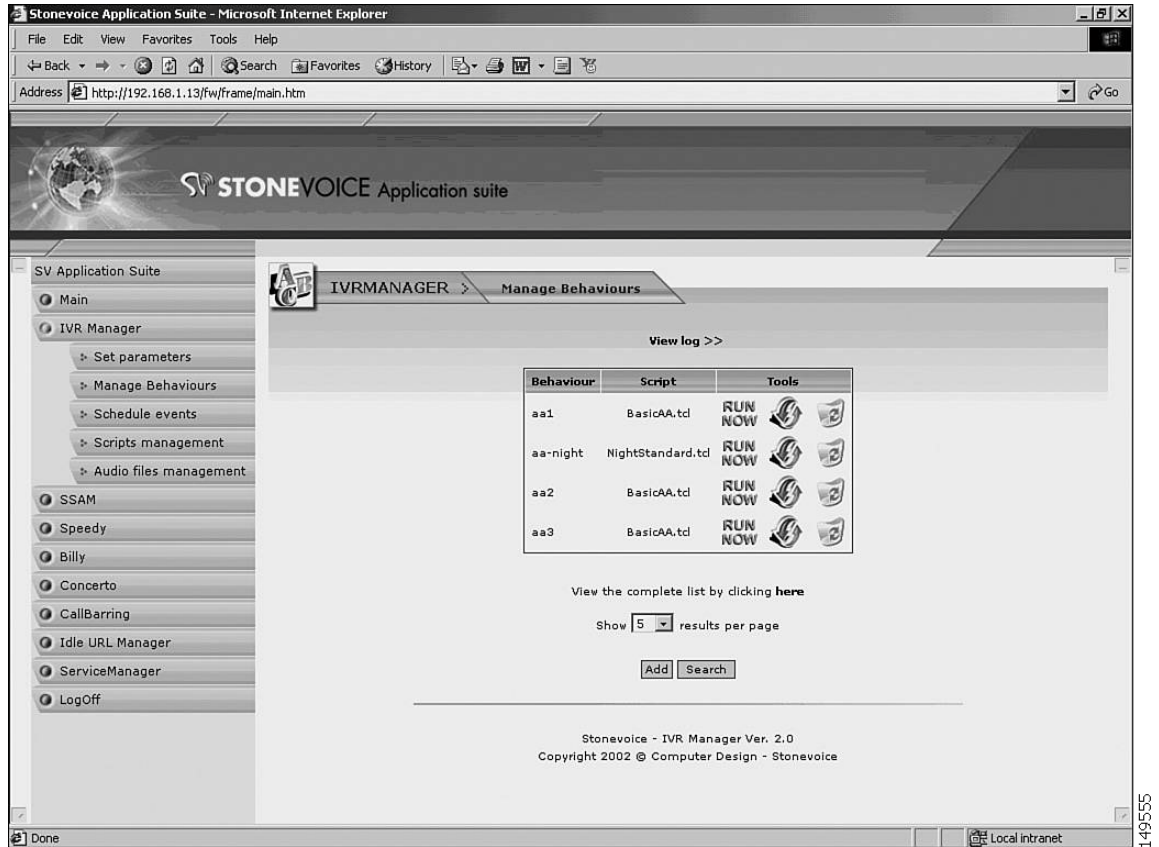 Stonevoice Application Suite - Microsoft Internet Explorer
File Edit View Favorites Tools Help
Back Search Favorites History
Address http://192.168.1.13/fw/frame/main.htm Go
STONEVOICE Application suite
SV Application Suite
Main
IVR Manager
Set parameters
Manage Behaviours
Schedule events
Scripts management
Audio files management
SSAM
Speedy
Billy
Concerto
CallBarring
Idle URL Manager
ServiceManager
LogOff
IVRMANAGER > Manage Behaviours
View log >>
Behaviour Script Tools
aa1 BasicAA.tcl RUN NOW
aa-night NightStandard.tcl RUN NOW
aa2 BasicAA.tcl RUN NOW
aa3 BasicAA.tcl RUN NOW
View the complete list by clicking here
Show 5 results per page
Add Search
Stonevoice - IVR Manager Ver. 2.0
Copyright 2002 © Computer Design - Stonevoice
Done Local intranet
149555